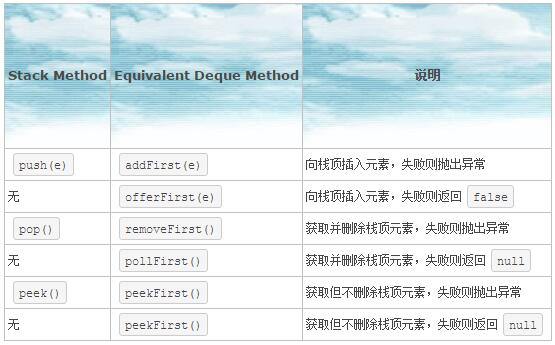 Stack Method Equivalent Deque Method 说明
push(e) addFirst(e) 向栈顶插入元素，失败则抛出异常
无 offerFirst(e) 向栈顶插入元素，失败则返回 false
pop() removeFirst() 获取并删除栈顶元素，失败则抛出异常
无 pollFirst() 获取并删除栈顶元素，失败则返回 null
peek() peekFirst() 获取但不删除栈顶元素，失败则抛出异常
无 peekFirst() 获取但不删除栈顶元素，失败则返回 null